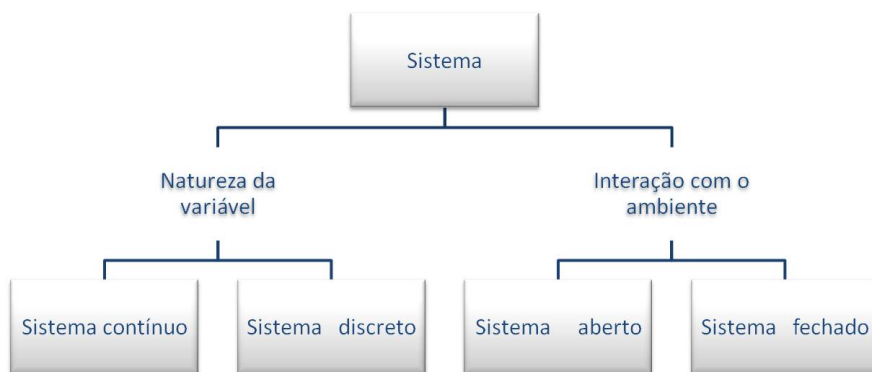 Sistema
Natureza da
variável
Interação com o
ambiente
Sistema contínuo
Sistema discreto
Sistema aberto
Sistema fechado